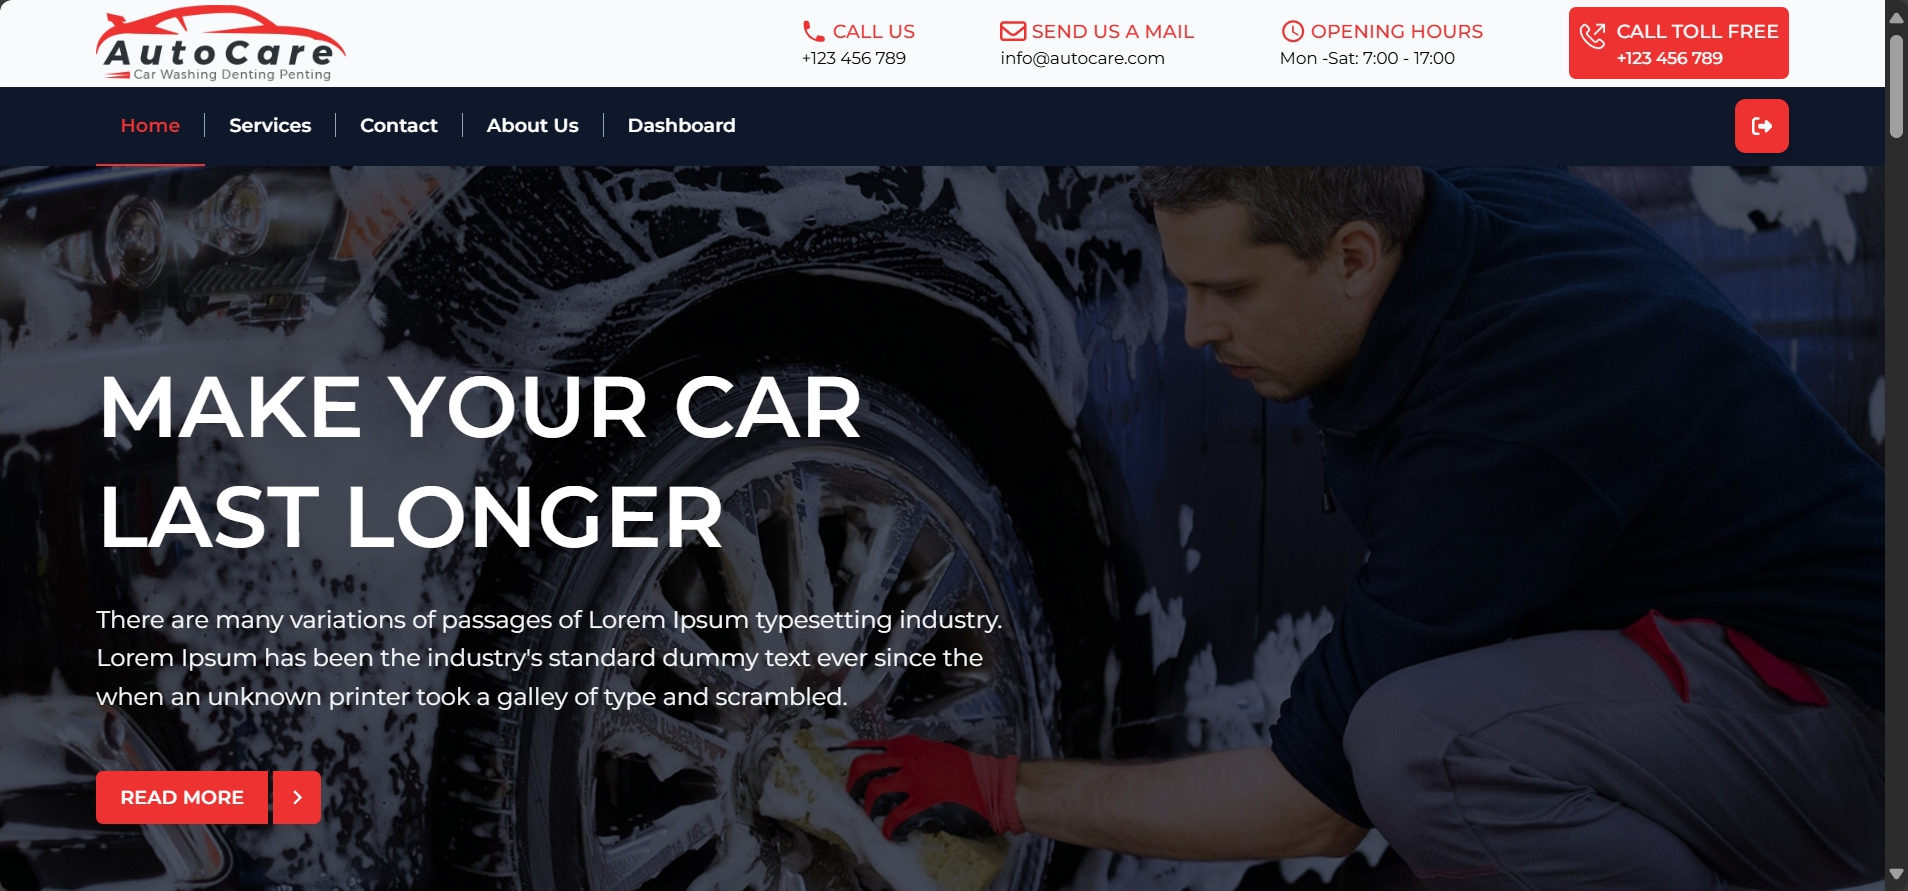 AutoCare
Car Washing Denting Penting
CALL US
+123 456 789
SEND US A MAIL
info@autocare.com
OPENING HOURS
Mon -Sat: 7:00 - 17:00
CALL TOLL FREE
+123 456 789
Home
Services
Contact
About Us
Dashboard
MAKE YOUR CAR
LAST LONGER
There are many variations of passages of Lorem Ipsum typesetting industry.
Lorem Ipsum has been the industry's standard dummy text ever since the
when an unknown printer took a galley of type and scrambled.
READ MORE